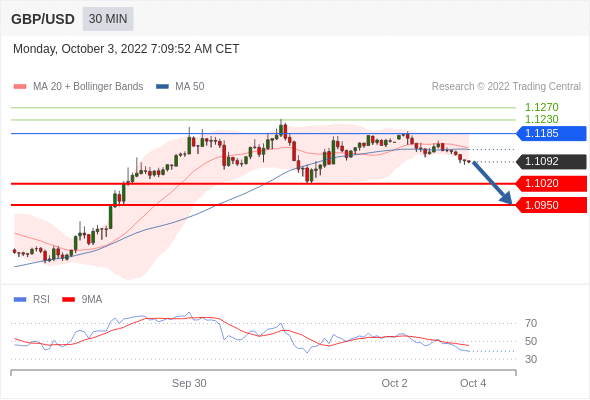 GBP/USD 30 MIN
Monday, October 3, 2022 7:09:52 AM CET
MA 20 + Bollinger Bands MA 50 Research © 2022 Trading Central
1.1270
1.1230
1.1185
1.1092
1.1020
1.0950
RSI 9MA
70
50
30
Sep 30 Oct 2 Oct 4